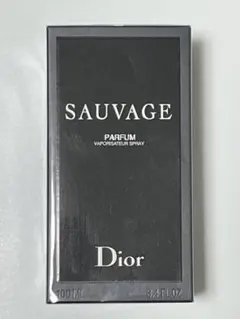 SAUVAGE
PARFUM
VAPORISATEUR SPRAY
Dior
100 ML